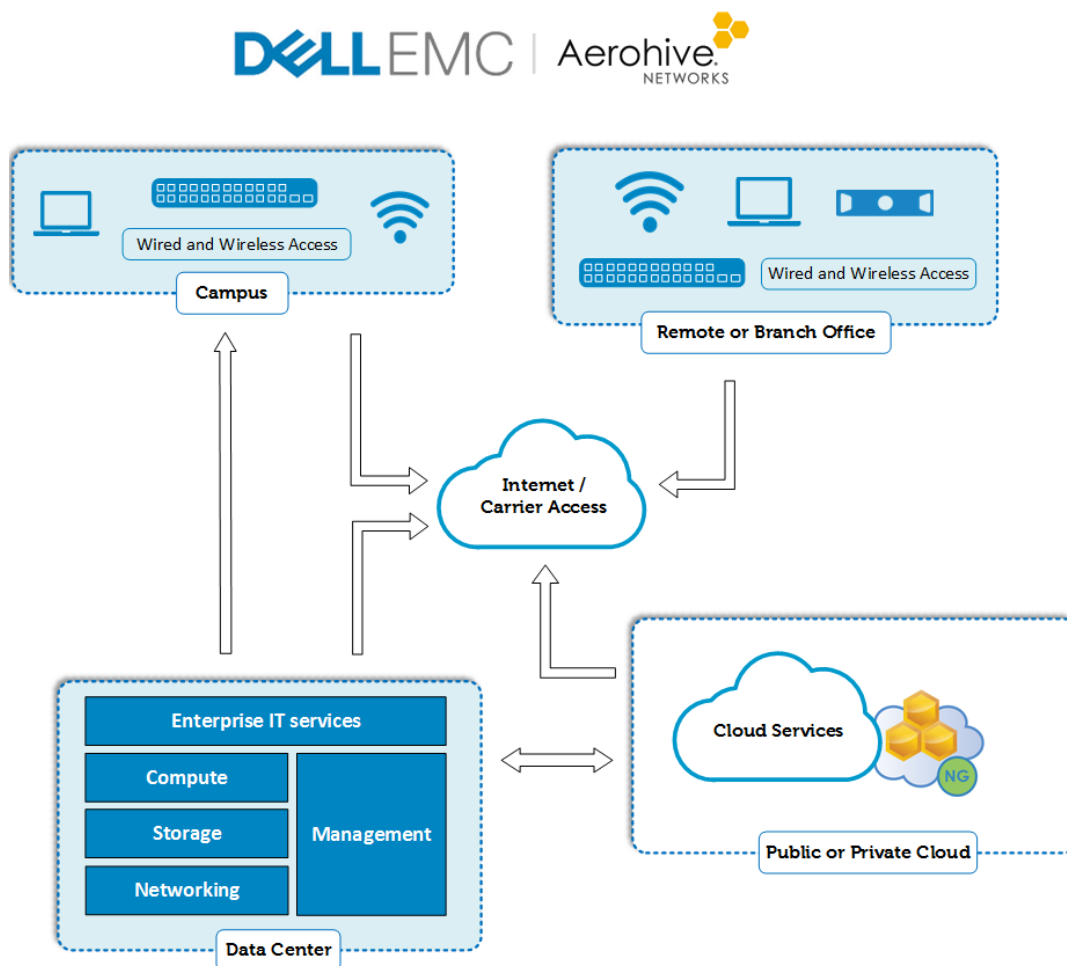 DELL EMC
Aerohive
NETWORKS
Wired and Wireless Access
Campus
Wired and Wireless Access
Remote or Branch Office
Internet /
Carrier Access
Enterprise IT services
Compute
Storage
Networking
Management
Data Center
Cloud Services
NG
Public or Private Cloud